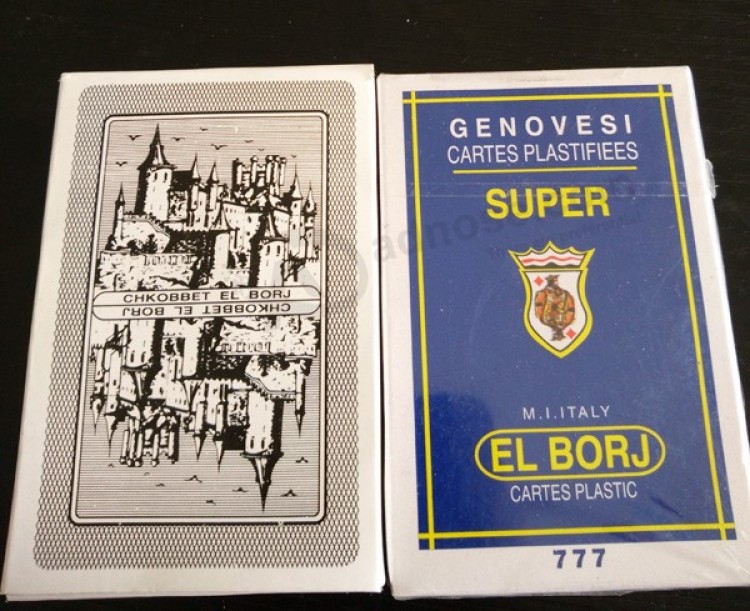 CHKOBBET EL BORJ
CHKOBBET EL BORJ
GENOVESI
CARTES PLASTIFIEES
SUPER
M.I.ITALY
EL BORJ
CARTES PLASTIC
777